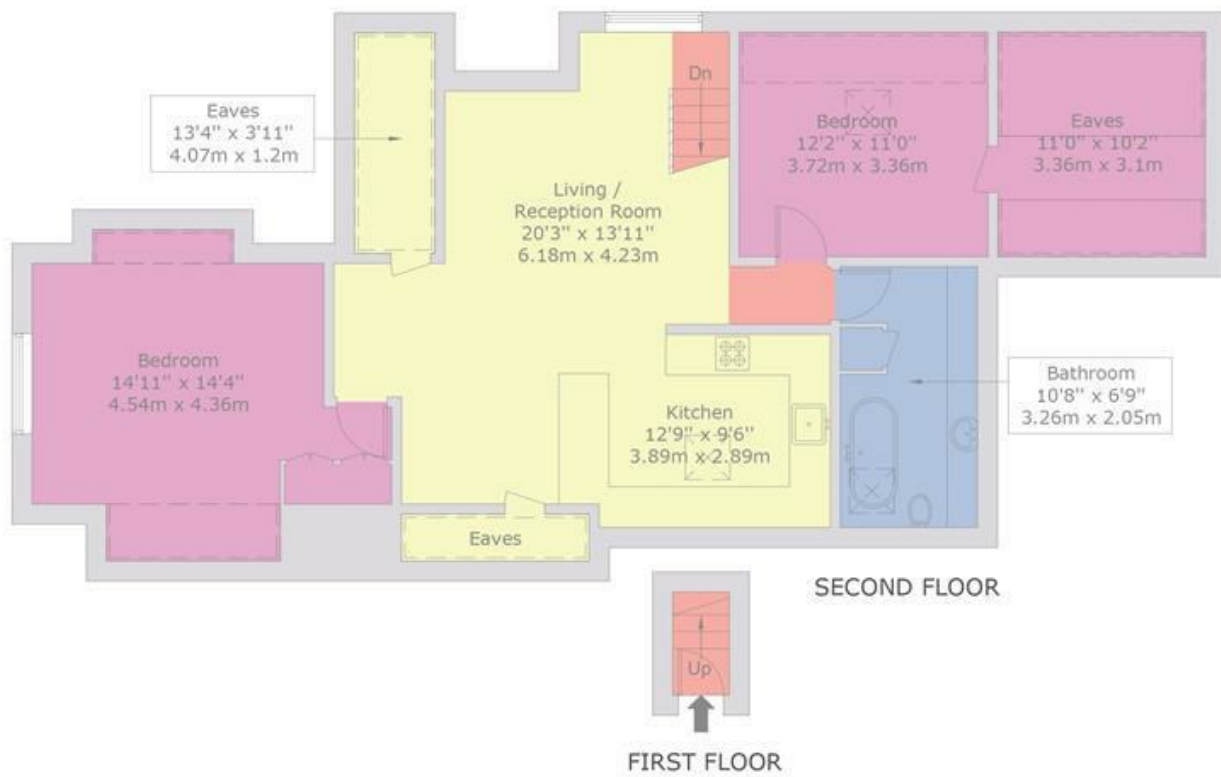 Eaves
13'4" x 3'11"
4.07m x 1.2m
Dn
Bedroom
12'2" x 11'0"
3.72m x 3.36m
Eaves
11'0" x 10'2"
3.36m x 3.1m
Living /
Reception Room
20'3" x 13'11"
6.18m x 4.23m
Bedroom
14'11" x 14'4"
4.54m x 4.36m
Kitchen
12'9" x 9'6"
3.89m x 2.89m
Bathroom
10'8" x 6'9"
3.26m x 2.05m
Eaves
SECOND FLOOR
Up
FIRST FLOOR